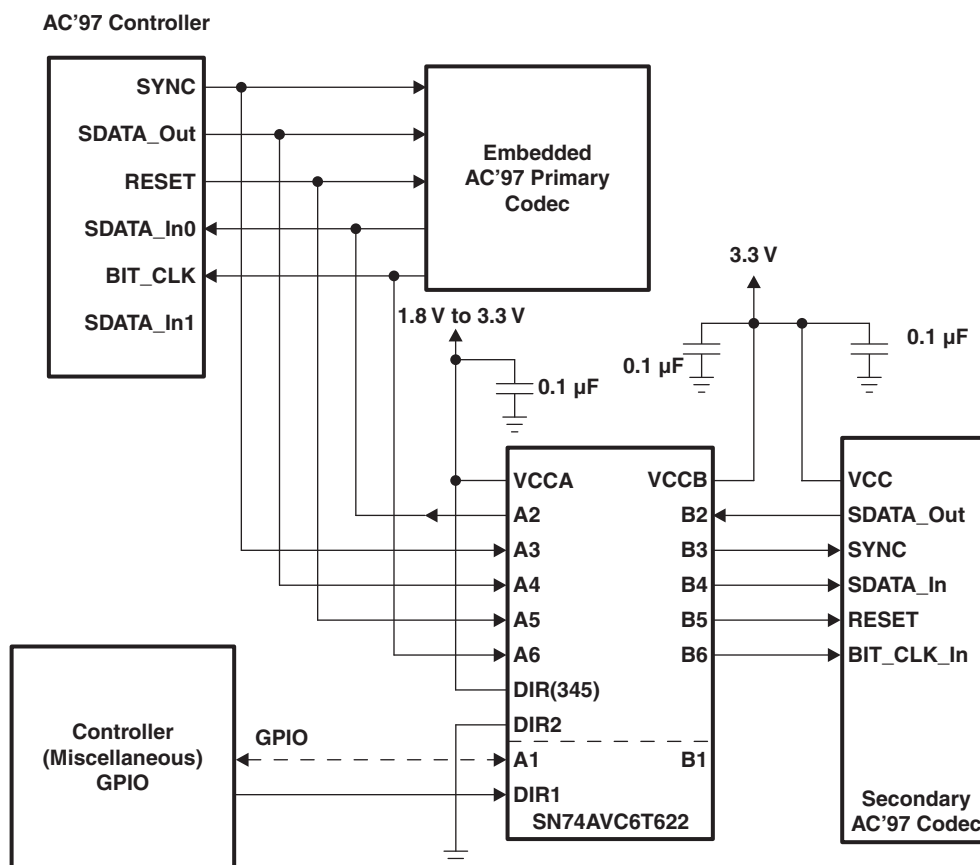 AC'97 Controller
SYNC
SDATA_Out
RESET
SDATA_In0
BIT_CLK
SDATA_In1
Embedded
AC'97 Primary
Codec
1.8 V to 3.3 V
0.1 µF
3.3 V
0.1 µF
0.1 µF
VCCA
A2
A3
A4
A5
A6
DIR(345)
DIR2
A1
DIR1
VCCB
B2
B3
B4
B5
B6
B1
SN74AVC6T622
VCC
SDATA_Out
SYNC
SDATA_In
RESET
BIT_CLK_In
Secondary
AC'97 Codec
Controller
(Miscellaneous)
GPIO
GPIO